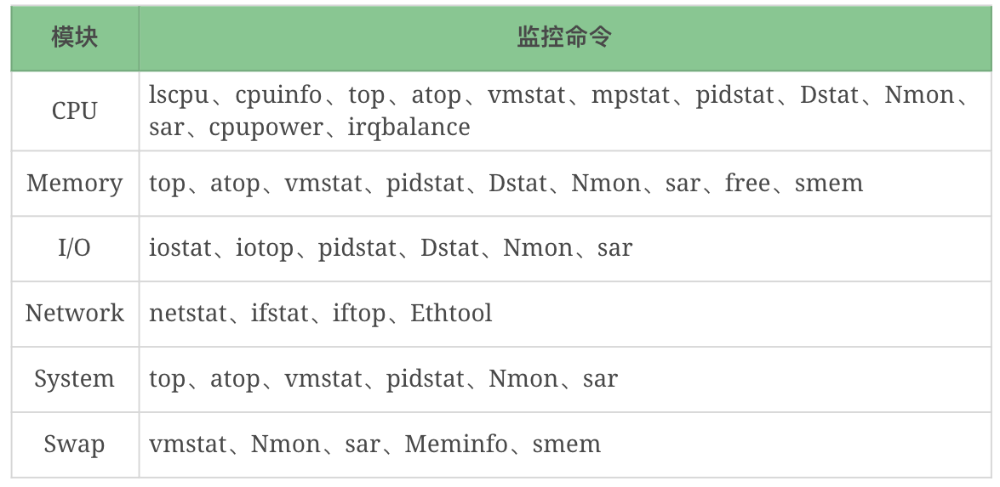 模块 监控命令
CPU lscpu、cpuinfo、top、atop、vmstat、mpstat、pidstat、Dstat、Nmon、
sar、cpupower、irqbalance
Memory top、atop、vmstat、pidstat、Dstat、Nmon、sar、free、smem
I/O iostat、iotop、pidstat、Dstat、Nmon、sar
Network netstat、ifstat、iftop、Ethtool
System top、atop、vmstat、pidstat、Nmon、sar
Swap vmstat、Nmon、sar、Meminfo、smem